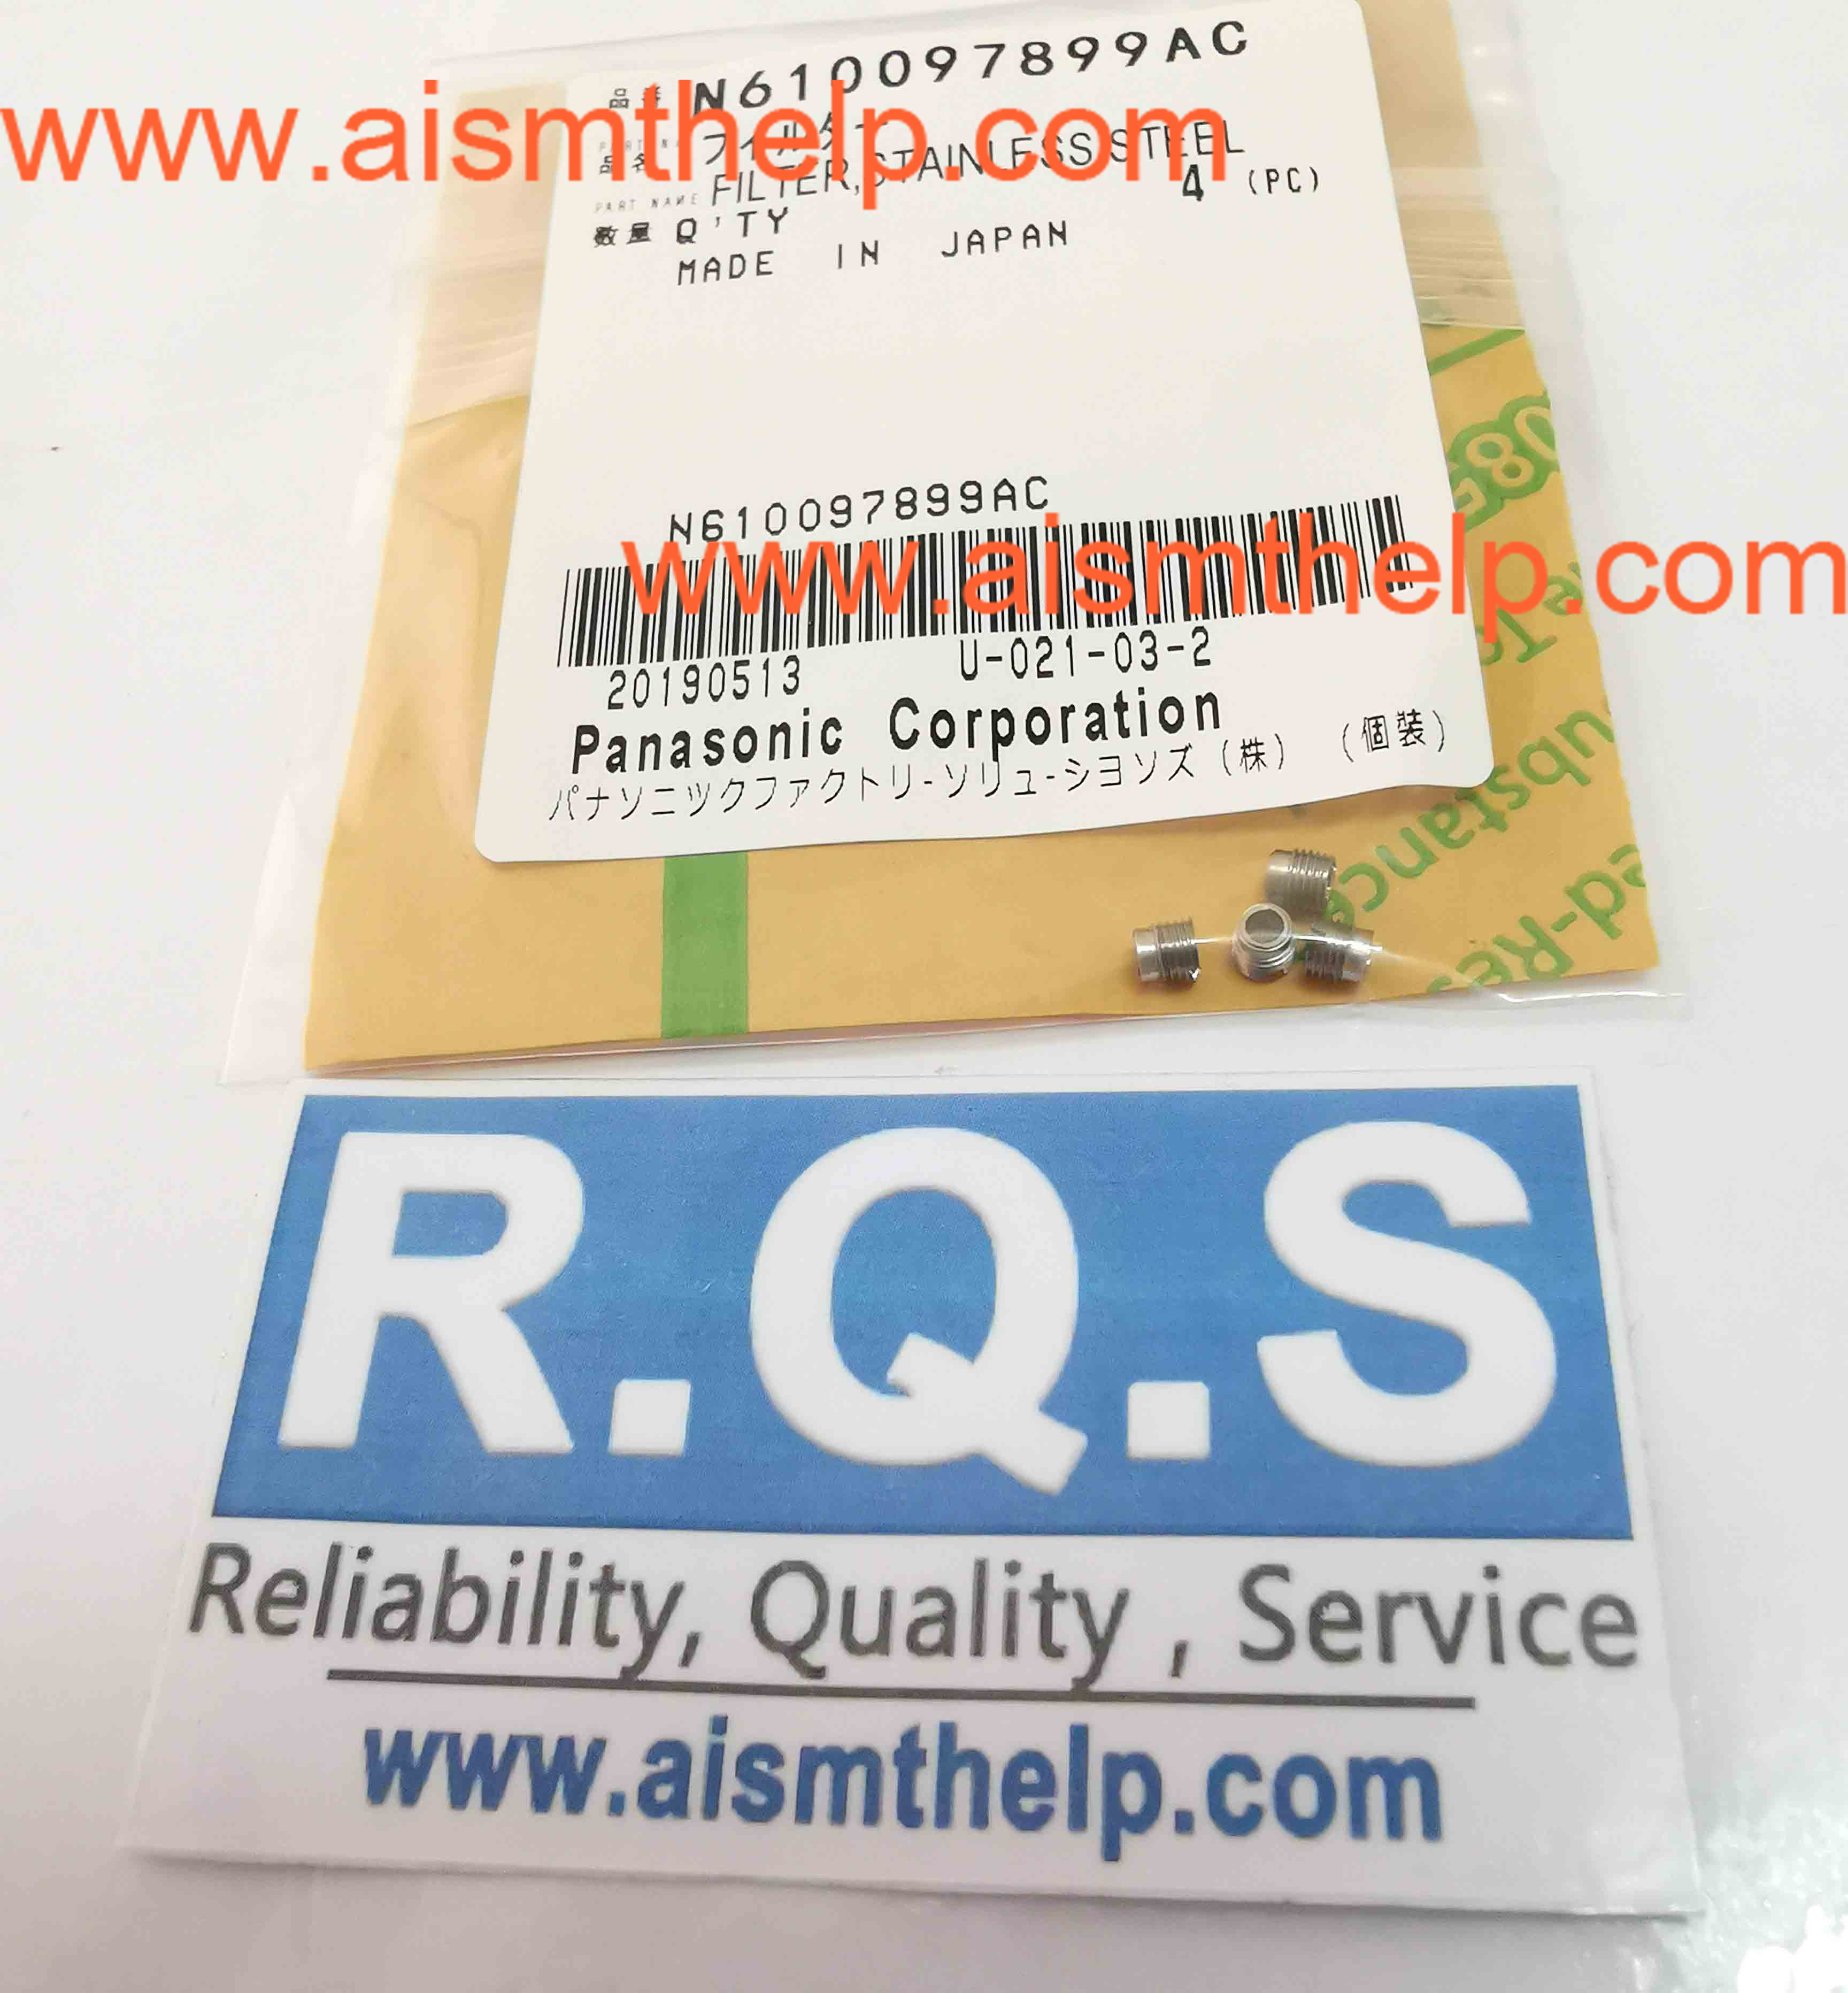 品番 N610097899AC
www.aismthelp.com
品名 フィルター
PART NAME FILTER,STAINLESS STEEL
数量 Q'TY 4 (PC)
MADE IN JAPAN
N610097899AC
www.aismthelp.com
20190513 U-021-03-2
Panasonic Corporation
パナソニックファクトリ-ソリュ-シヨソズ (株) (個装)
R.Q.S
Reliability, Quality , Service
www.aismthelp.com